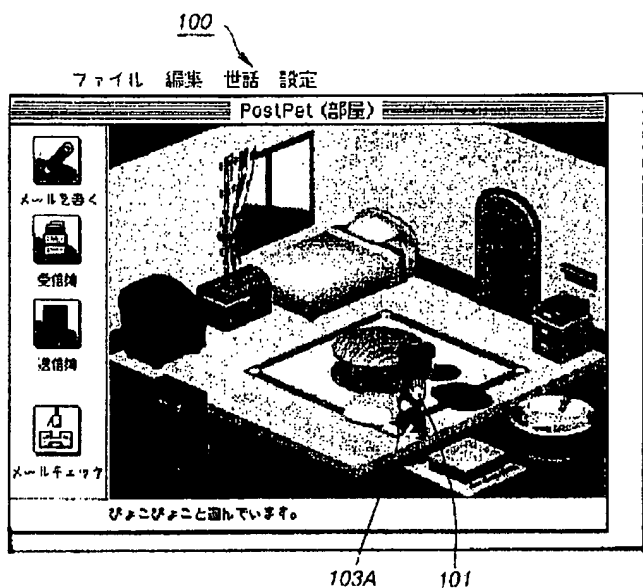 100
ファイル 編集 世話 設定
PostPet (部屋)
メールを書く
受信簿
送信簿
メールチェック
ぴょこぴょこと遊んでいます。
103A 101